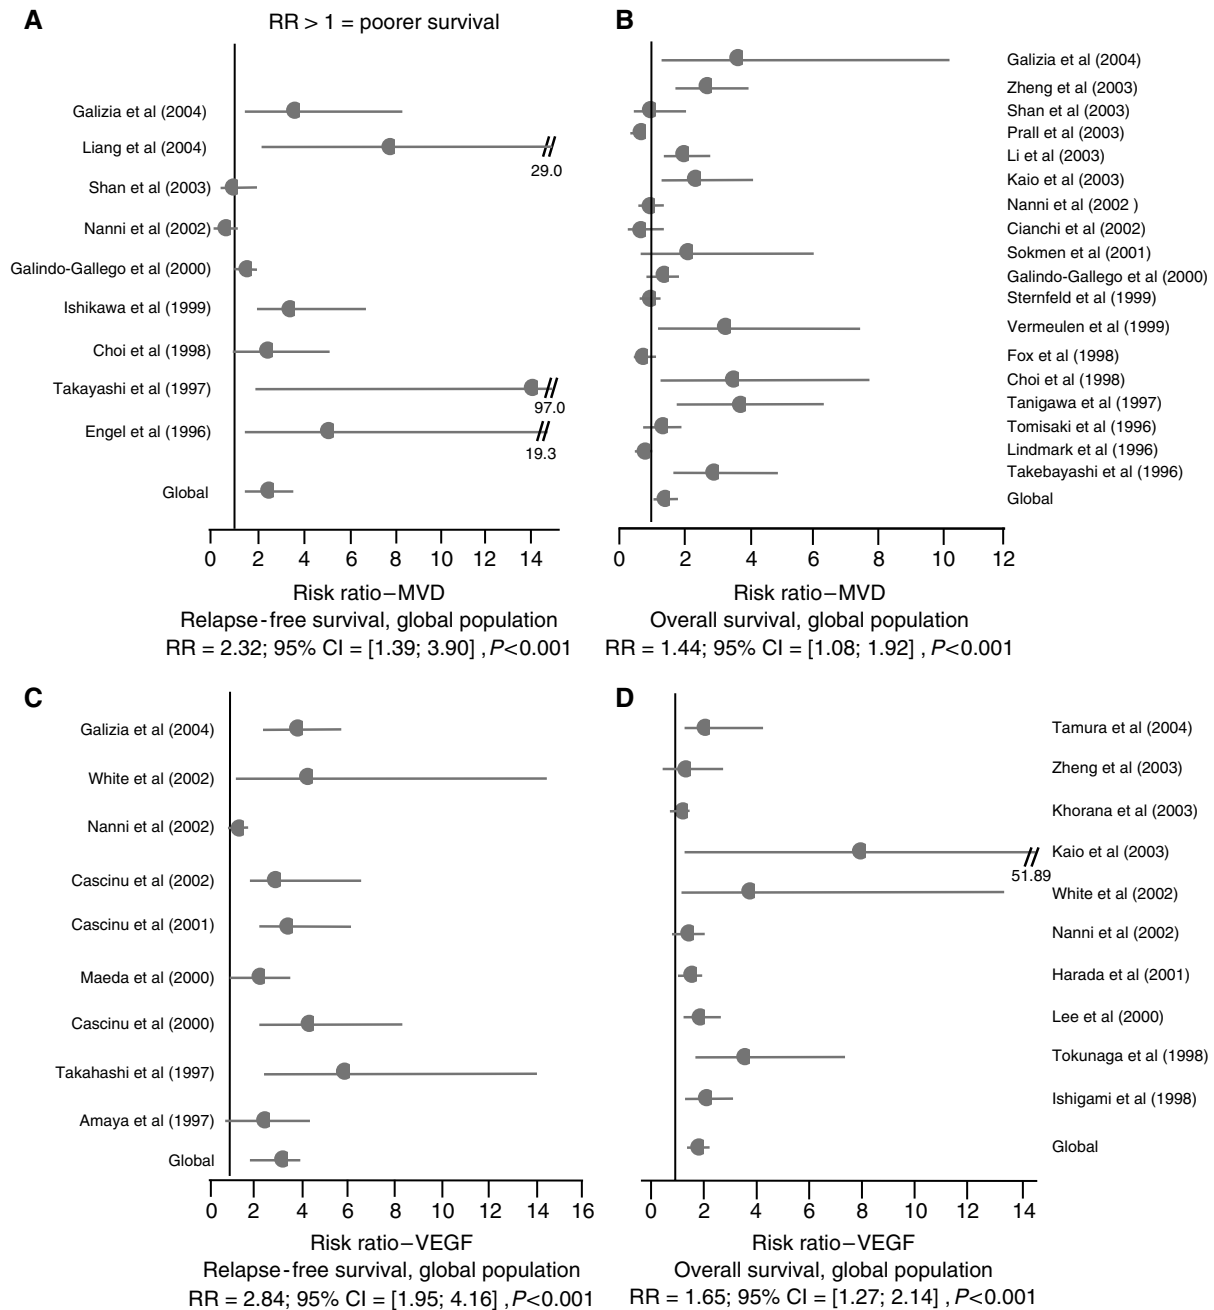 A
RR > 1 = poorer survival
Galizia et al (2004)
Liang et al (2004)
29.0
Shan et al (2003)
Nanni et al (2002)
Galindo-Gallego et al (2000)
Ishikawa et al (1999)
Choi et al (1998)
Takayashi et al (1997)
97.0
Engel et al (1996)
19.3
Global
0 2 4 6 8 10 12 14
Risk ratio–MVD
Relapse-free survival, global population
RR = 2.32; 95% CI = [1.39; 3.90] , P<0.001
B
Galizia et al (2004)
Zheng et al (2003)
Shan et al (2003)
Prall et al (2003)
Li et al (2003)
Kaio et al (2003)
Nanni et al (2002 )
Cianchi et al (2002)
Sokmen et al (2001)
Galindo-Gallego et al (2000)
Sternfeld et al (1999)
Vermeulen et al (1999)
Fox et al (1998)
Choi et al (1998)
Tanigawa et al (1997)
Tomisaki et al (1996)
Lindmark et al (1996)
Takebayashi et al (1996)
Global
0 2 4 6 8 10 12
Risk ratio–MVD
Overall survival, global population
RR = 1.44; 95% CI = [1.08; 1.92] , P<0.001
C
Galizia et al (2004)
White et al (2002)
Nanni et al (2002)
Cascinu et al (2002)
Cascinu et al (2001)
Maeda et al (2000)
Cascinu et al (2000)
Takahashi et al (1997)
Amaya et al (1997)
Global
0 2 4 6 8 10 12 14 16
Risk ratio–VEGF
Relapse-free survival, global population
RR = 2.84; 95% CI = [1.95; 4.16] , P<0.001
D
Tamura et al (2004)
Zheng et al (2003)
Khorana et al (2003)
Kaio et al (2003)
51.89
White et al (2002)
Nanni et al (2002)
Harada et al (2001)
Lee et al (2000)
Tokunaga et al (1998)
Ishigami et al (1998)
Global
0 2 4 6 8 10 12 14
Risk ratio–VEGF
Overall survival, global population
RR = 1.65; 95% CI = [1.27; 2.14] , P<0.001